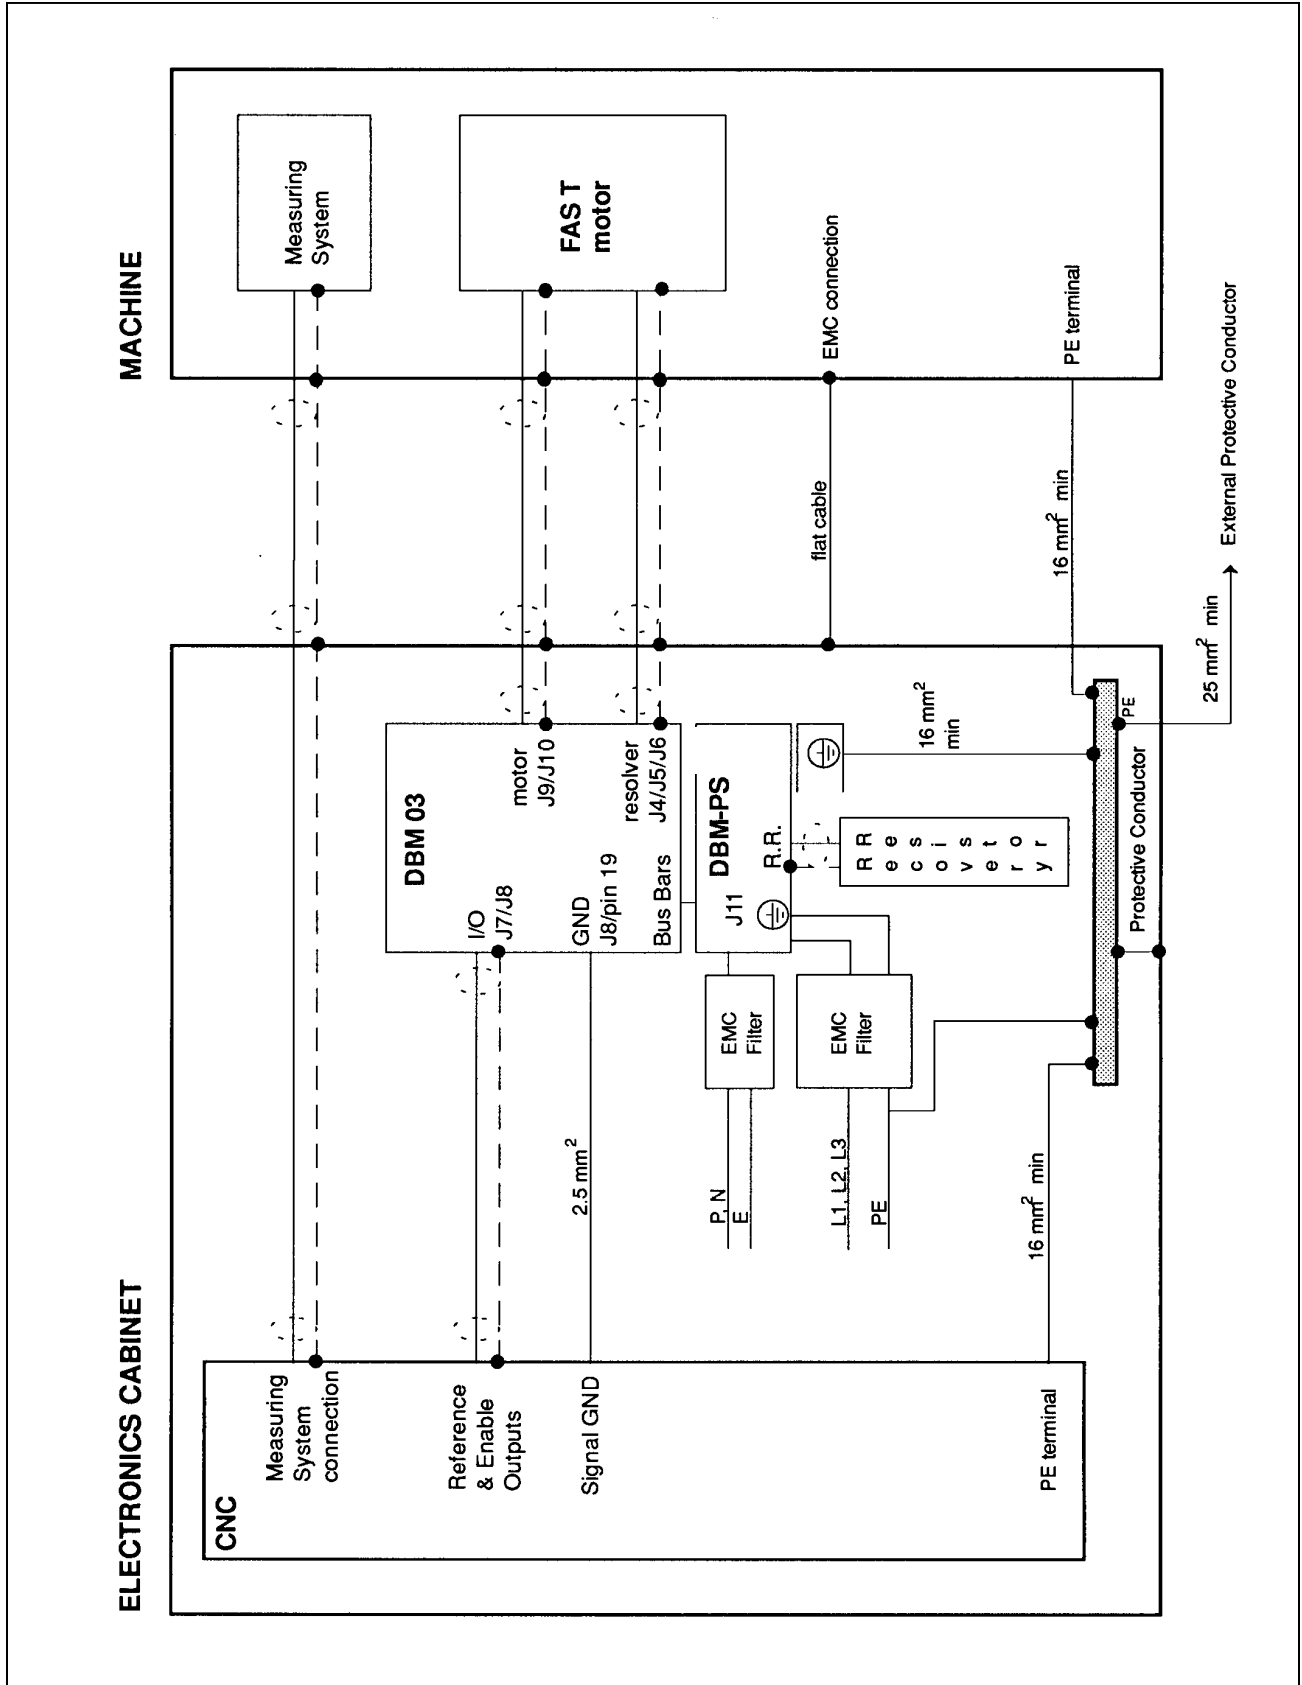 ELECTRONICS CABINET
MACHINE
CNC
Measuring
System
connection
Reference
& Enable
Outputs
Signal GND
PE terminal
2.5 mm²
16 mm² min
DBM 03
I/O
J7/J8
GND
J8/pin 19
Bus Bars
motor
J9/J10
resolver
J4/J5/J6
DBM-PS
J11
R.R.
EMC
Filter
P, N
E
EMC
Filter
L1, L2, L3
PE
R R
e e
c s
o i
v s
e t
r o
y r
16 mm²
min
Protective Conductor
PE
25 mm² min
External Protective Conductor
16 mm² min
flat cable
Measuring
System
FAS T
motor
EMC connection
PE terminal